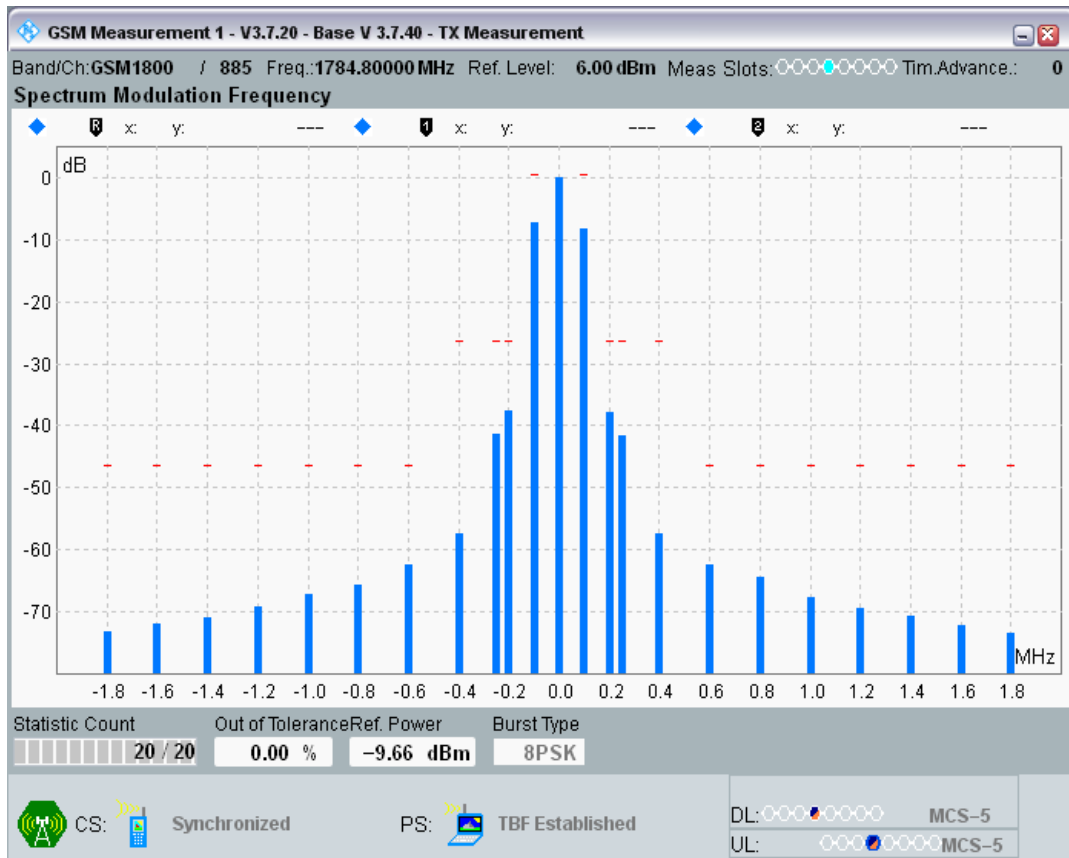 GSM Measurement 1 - V3.7.20 - Base V 3.7.40 - TX Measurement
Band/Ch:GSM1800 / 885 Freq.:1784.80000 MHz Ref. Level: 6.00 dBm Meas Slots: Tim.Advance.: 0
Spectrum Modulation Frequency
R x: y: --- 1 x: y: --- 2 x: y: ---
dB
0
-10
-20
-30
-40
-50
-60
-70
MHz
-1.8 -1.6 -1.4 -1.2 -1.0 -0.8 -0.6 -0.4 -0.2 0.0 0.2 0.4 0.6 0.8 1.0 1.2 1.4 1.6 1.8
Statistic Count Out of Tolerance Ref. Power Burst Type
20 / 20 0.00 % −9.66 dBm 8PSK
CS: Synchronized PS: TBF Established
DL: MCS−5
UL: MCS−5